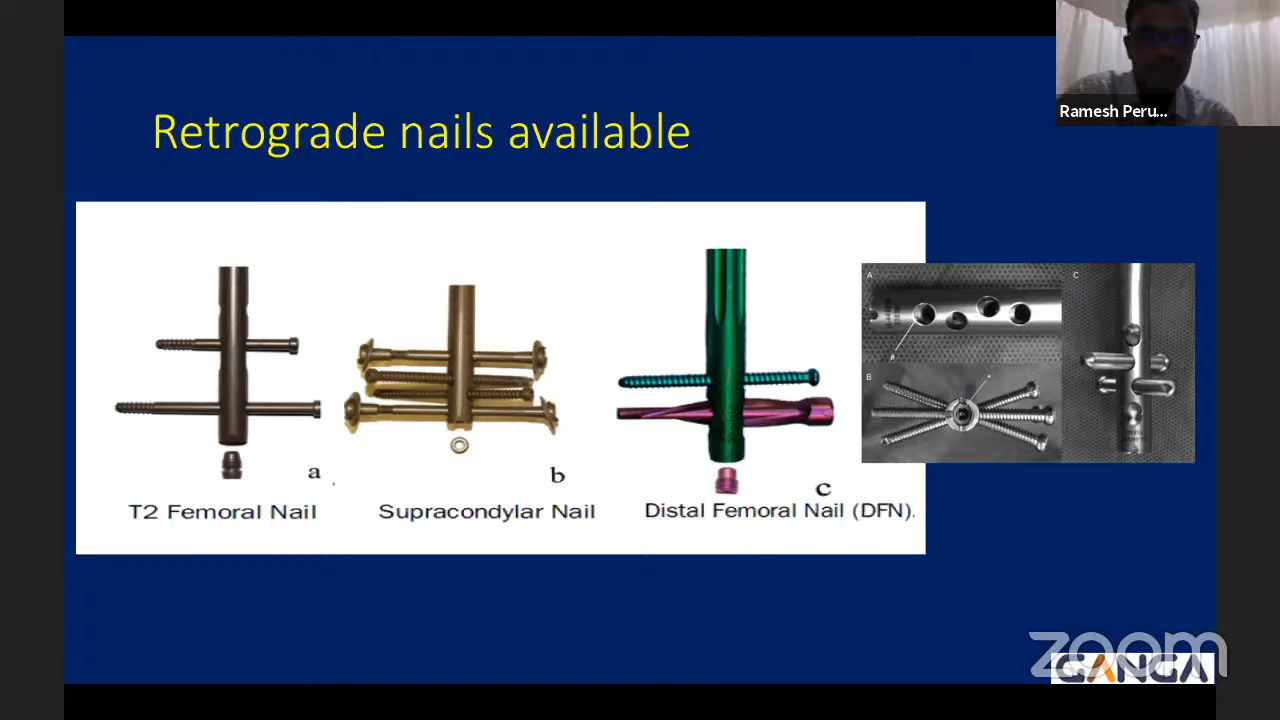 Ramesh Peru...
Retrograde nails available
A
C
B
a
b
c
T2 Femoral Nail
Supracondylar Nail
Distal Femoral Nail (DFN).
zoom
GANGA